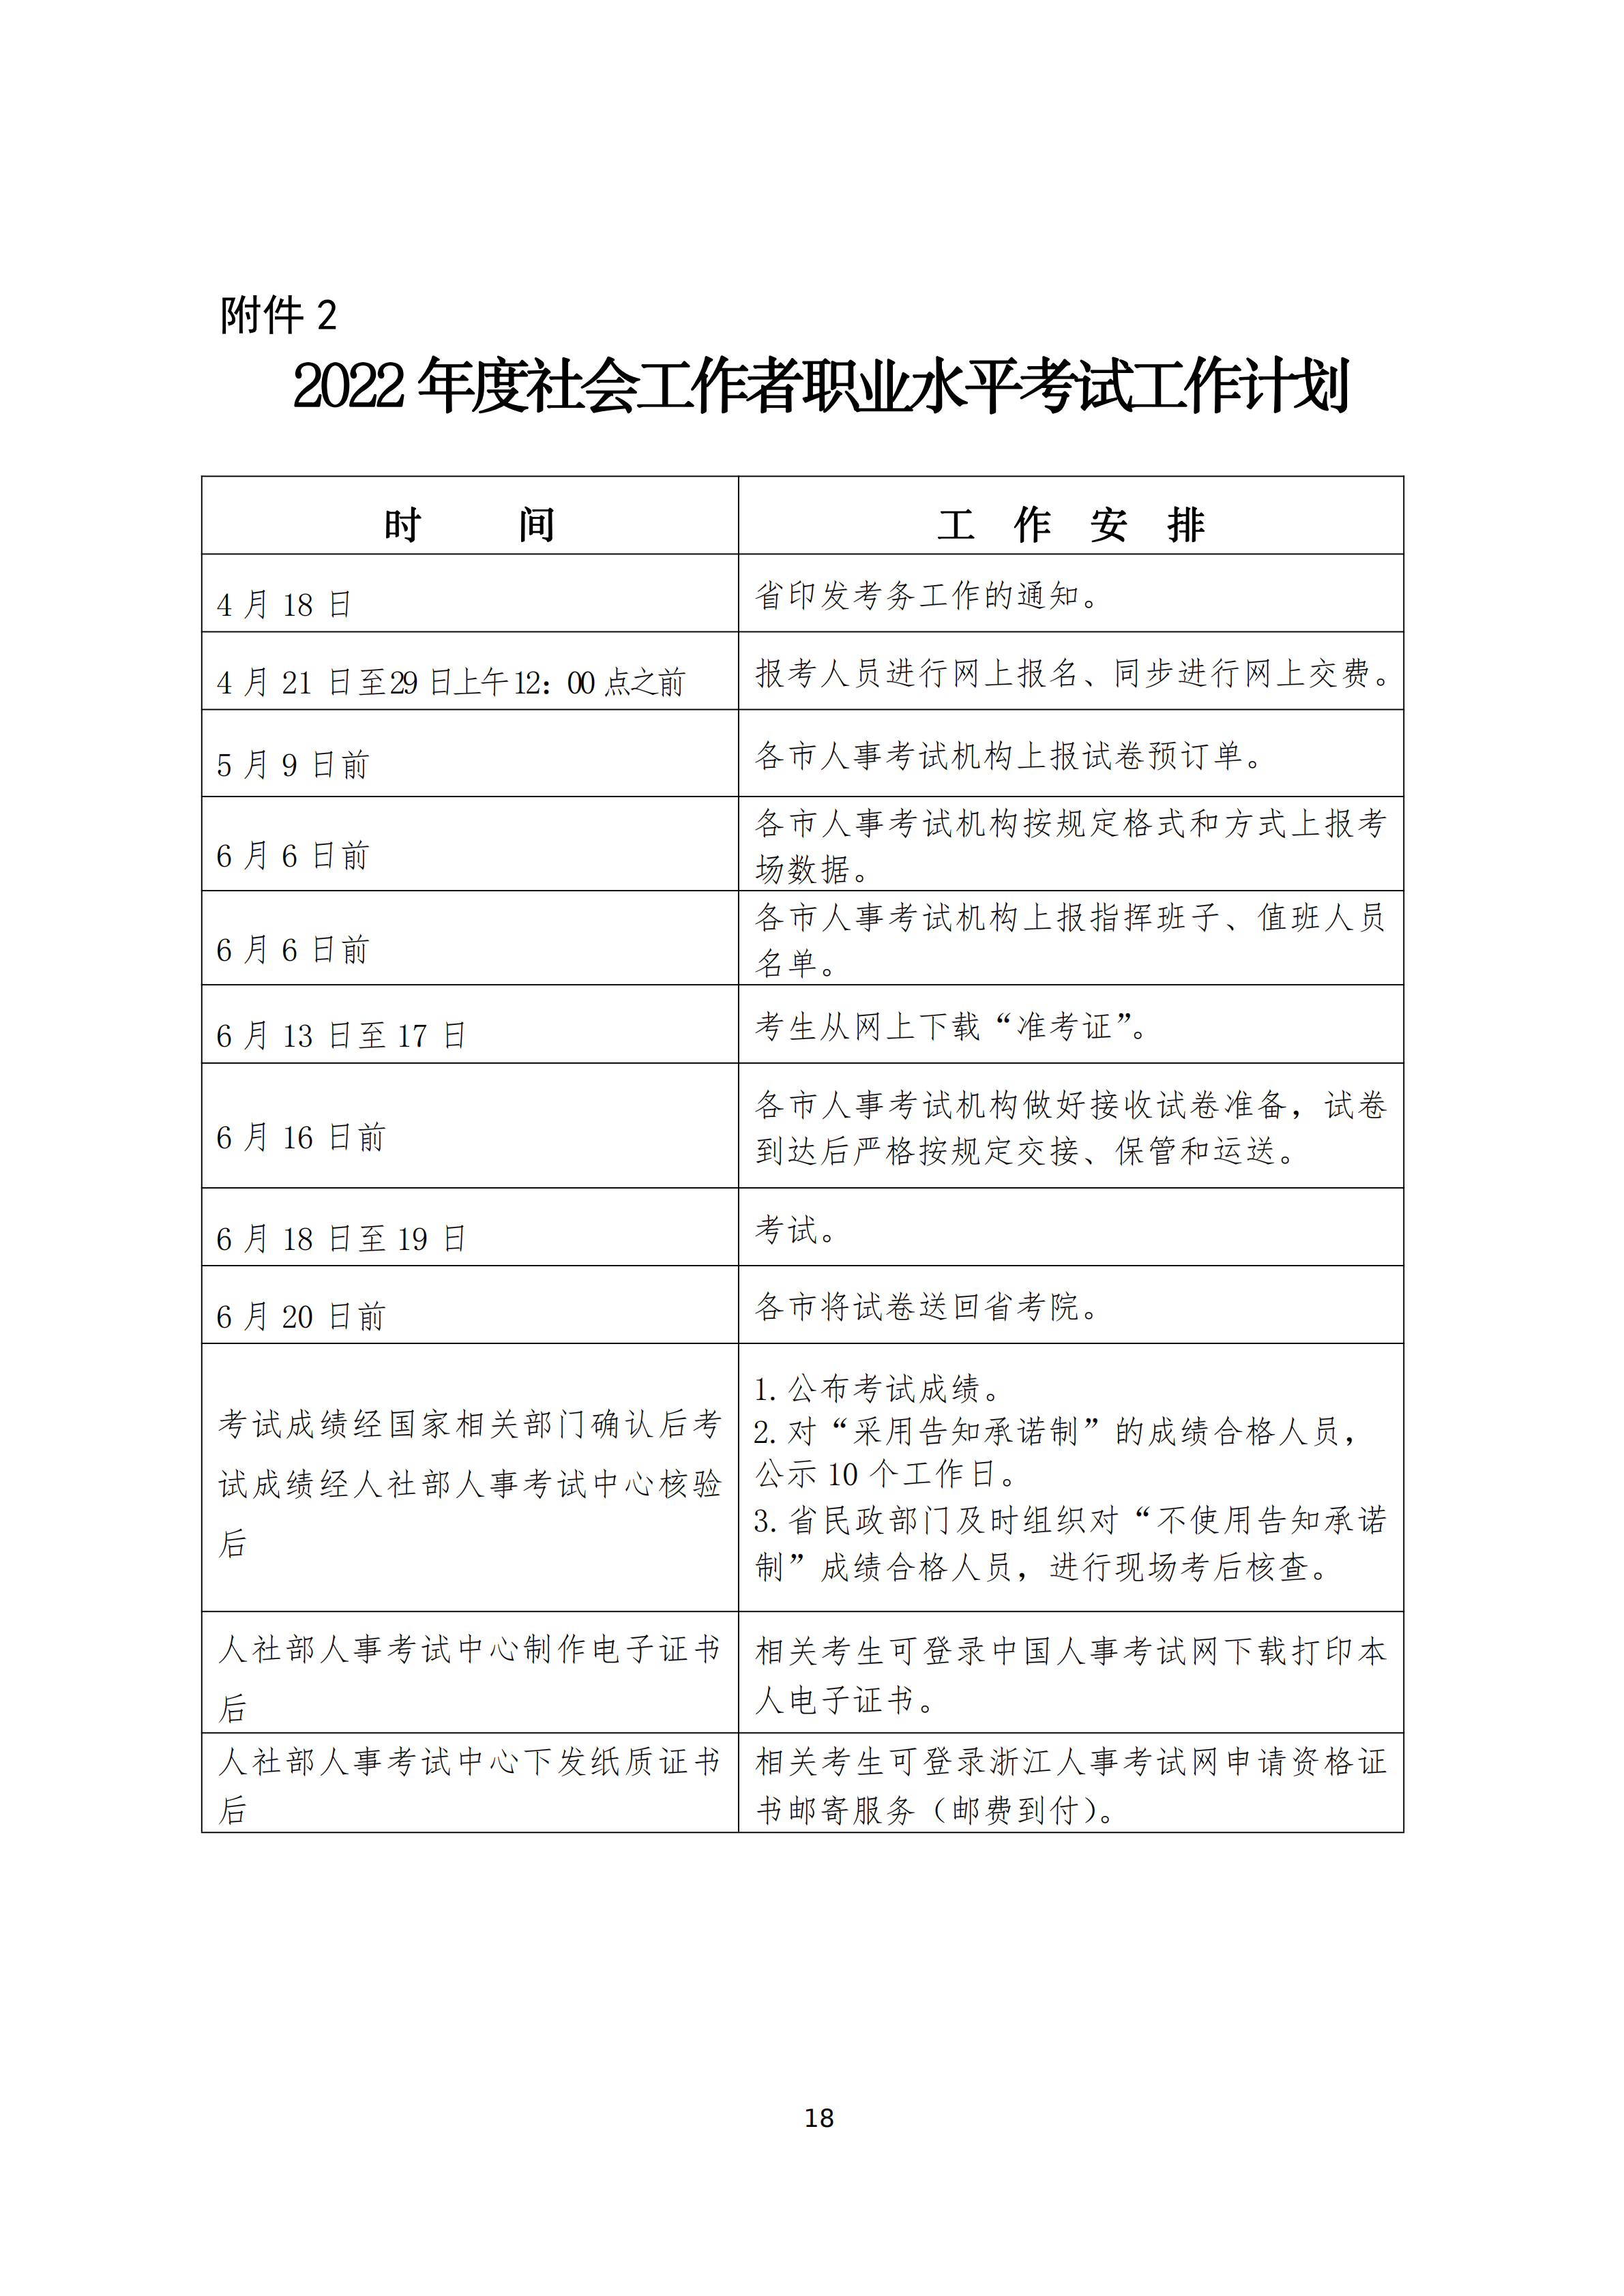 附件 2
2022 年度社会工作者职业水平考试工作计划
时 间
工 作 安 排
4 月 18 日
省印发考务工作的通知。
4 月 21 日至29 日上午12：00 点之前
报考人员进行网上报名、同步进行网上交费。
5 月 9 日前
各市人事考试机构上报试卷预订单。
6 月 6 日前
各市人事考试机构按规定格式和方式上报考
场数据。
6 月 6 日前
各市人事考试机构上报指挥班子、值班人员
名单。
6 月 13 日至 17 日
考生从网上下载“准考证”。
6 月 16 日前
各市人事考试机构做好接收试卷准备，试卷
到达后严格按规定交接、保管和运送。
6 月 18 日至 19 日
考试。
6 月 20 日前
各市将试卷送回省考院。
考试成绩经国家相关部门确认后考
试成绩经人社部人事考试中心核验
后
1. 公布考试成绩。
2. 对“采用告知承诺制”的成绩合格人员，
公示 10 个工作日。
3. 省民政部门及时组织对“不使用告知承诺
制”成绩合格人员，进行现场考后核查。
人社部人事考试中心制作电子证书
后
相关考生可登录中国人事考试网下载打印本
人电子证书。
人社部人事考试中心下发纸质证书
后
相关考生可登录浙江人事考试网申请资格证
书邮寄服务（邮费到付）。
18